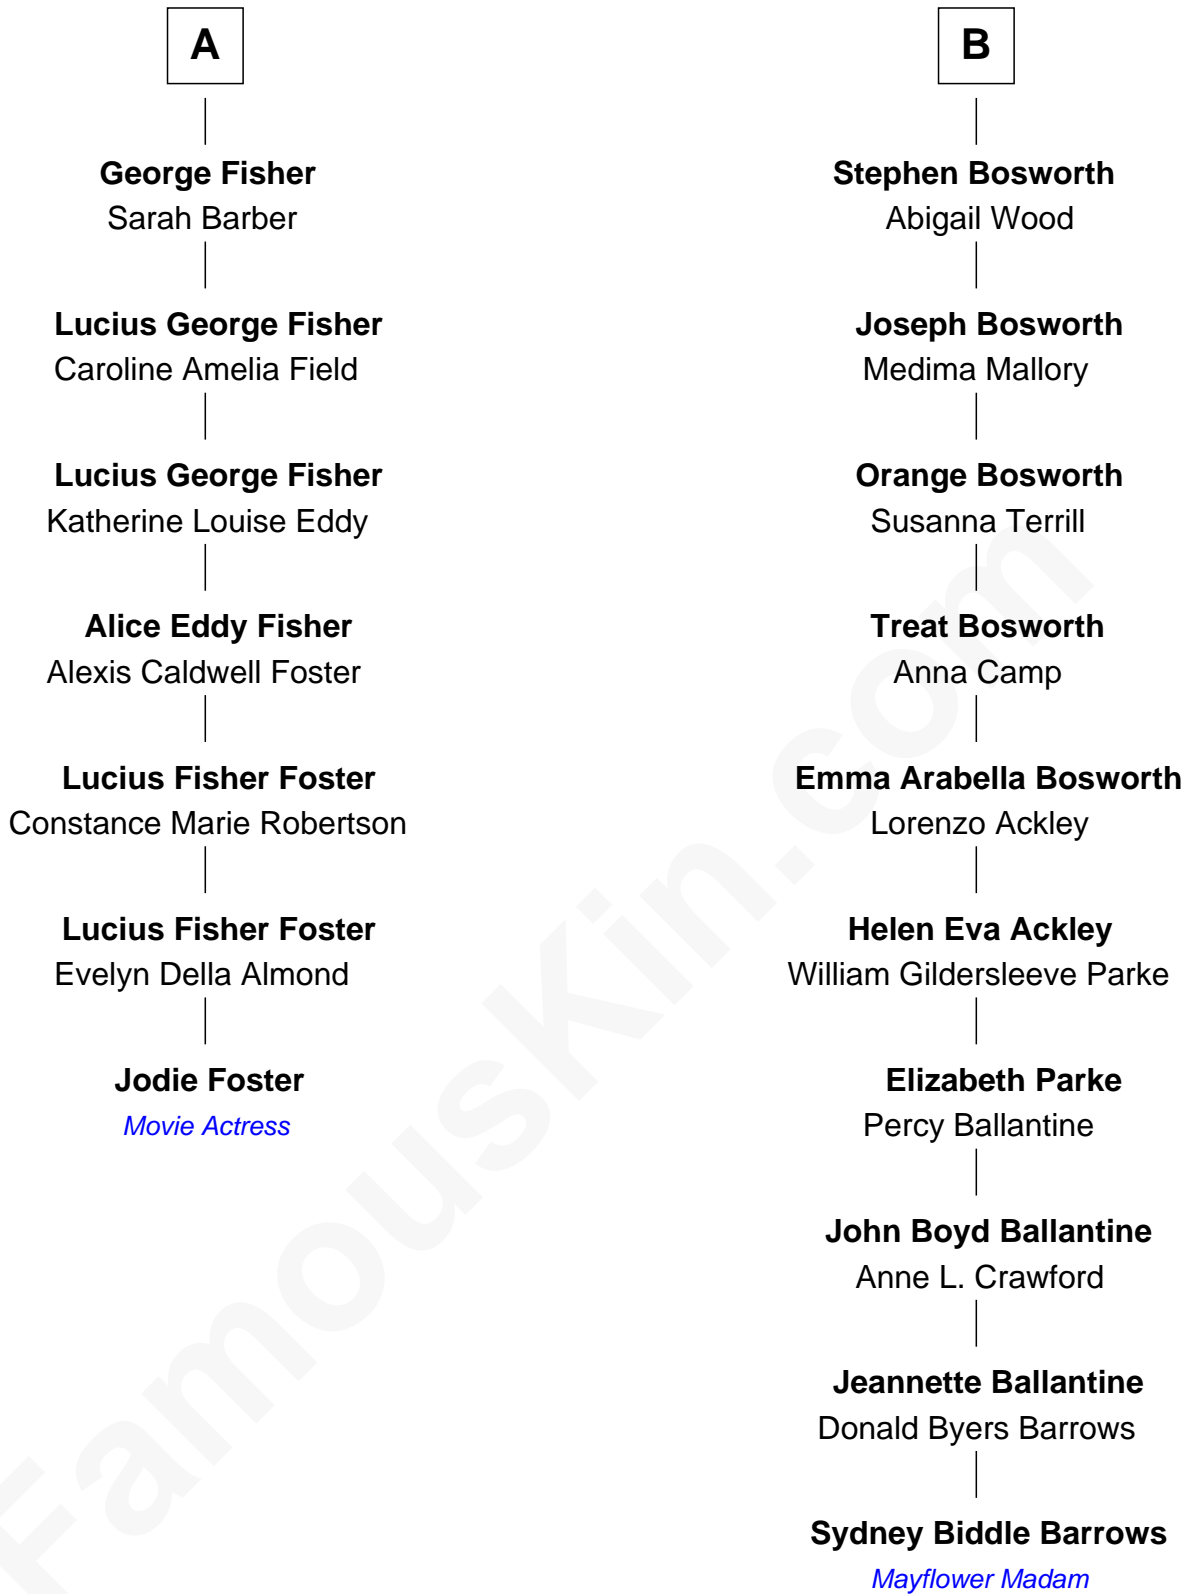 A
George Fisher
Sarah Barber
Lucius George Fisher
Caroline Amelia Field
Lucius George Fisher
Katherine Louise Eddy
Alice Eddy Fisher
Alexis Caldwell Foster
Lucius Fisher Foster
Constance Marie Robertson
Lucius Fisher Foster
Evelyn Della Almond
Jodie Foster
Movie Actress
B
Stephen Bosworth
Abigail Wood
Joseph Bosworth
Medima Mallory
Orange Bosworth
Susanna Terrill
Treat Bosworth
Anna Camp
Emma Arabella Bosworth
Lorenzo Ackley
Helen Eva Ackley
William Gildersleeve Parke
Elizabeth Parke
Percy Ballantine
John Boyd Ballantine
Anne L. Crawford
Jeannette Ballantine
Donald Byers Barrows
Sydney Biddle Barrows
Mayflower Madam
FamousKin.com